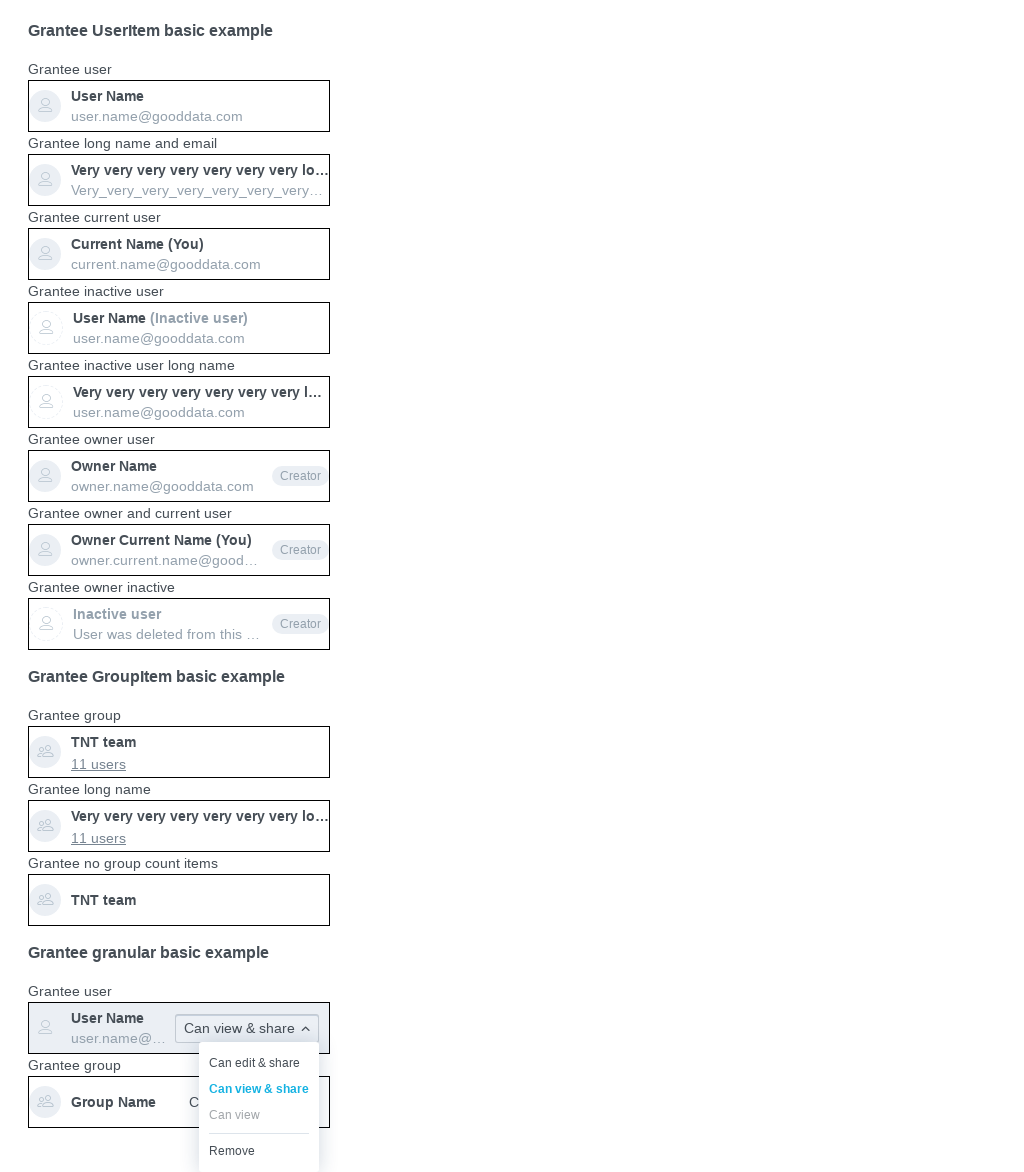 Grantee UserItem basic example
Grantee user
User Name
user.name@gooddata.com
Grantee long name and email
Very very very very very very very lo…
Very_very_very_very_very_very_very…
Grantee current user
Current Name (You)
current.name@gooddata.com
Grantee inactive user
User Name (Inactive user)
user.name@gooddata.com
Grantee inactive user long name
Very very very very very very very l…
user.name@gooddata.com
Grantee owner user
Owner Name
owner.name@gooddata.com
Creator
Grantee owner and current user
Owner Current Name (You)
owner.current.name@good…
Creator
Grantee owner inactive
Inactive user
User was deleted from this …
Creator
Grantee GroupItem basic example
Grantee group
TNT team
11 users
Grantee long name
Very very very very very very very lo…
11 users
Grantee no group count items
TNT team
Grantee granular basic example
Grantee user
User Name
user.name@…
Can view & share
Grantee group
Group Name
C
Can edit & share
Can view & share
Can view
Remove